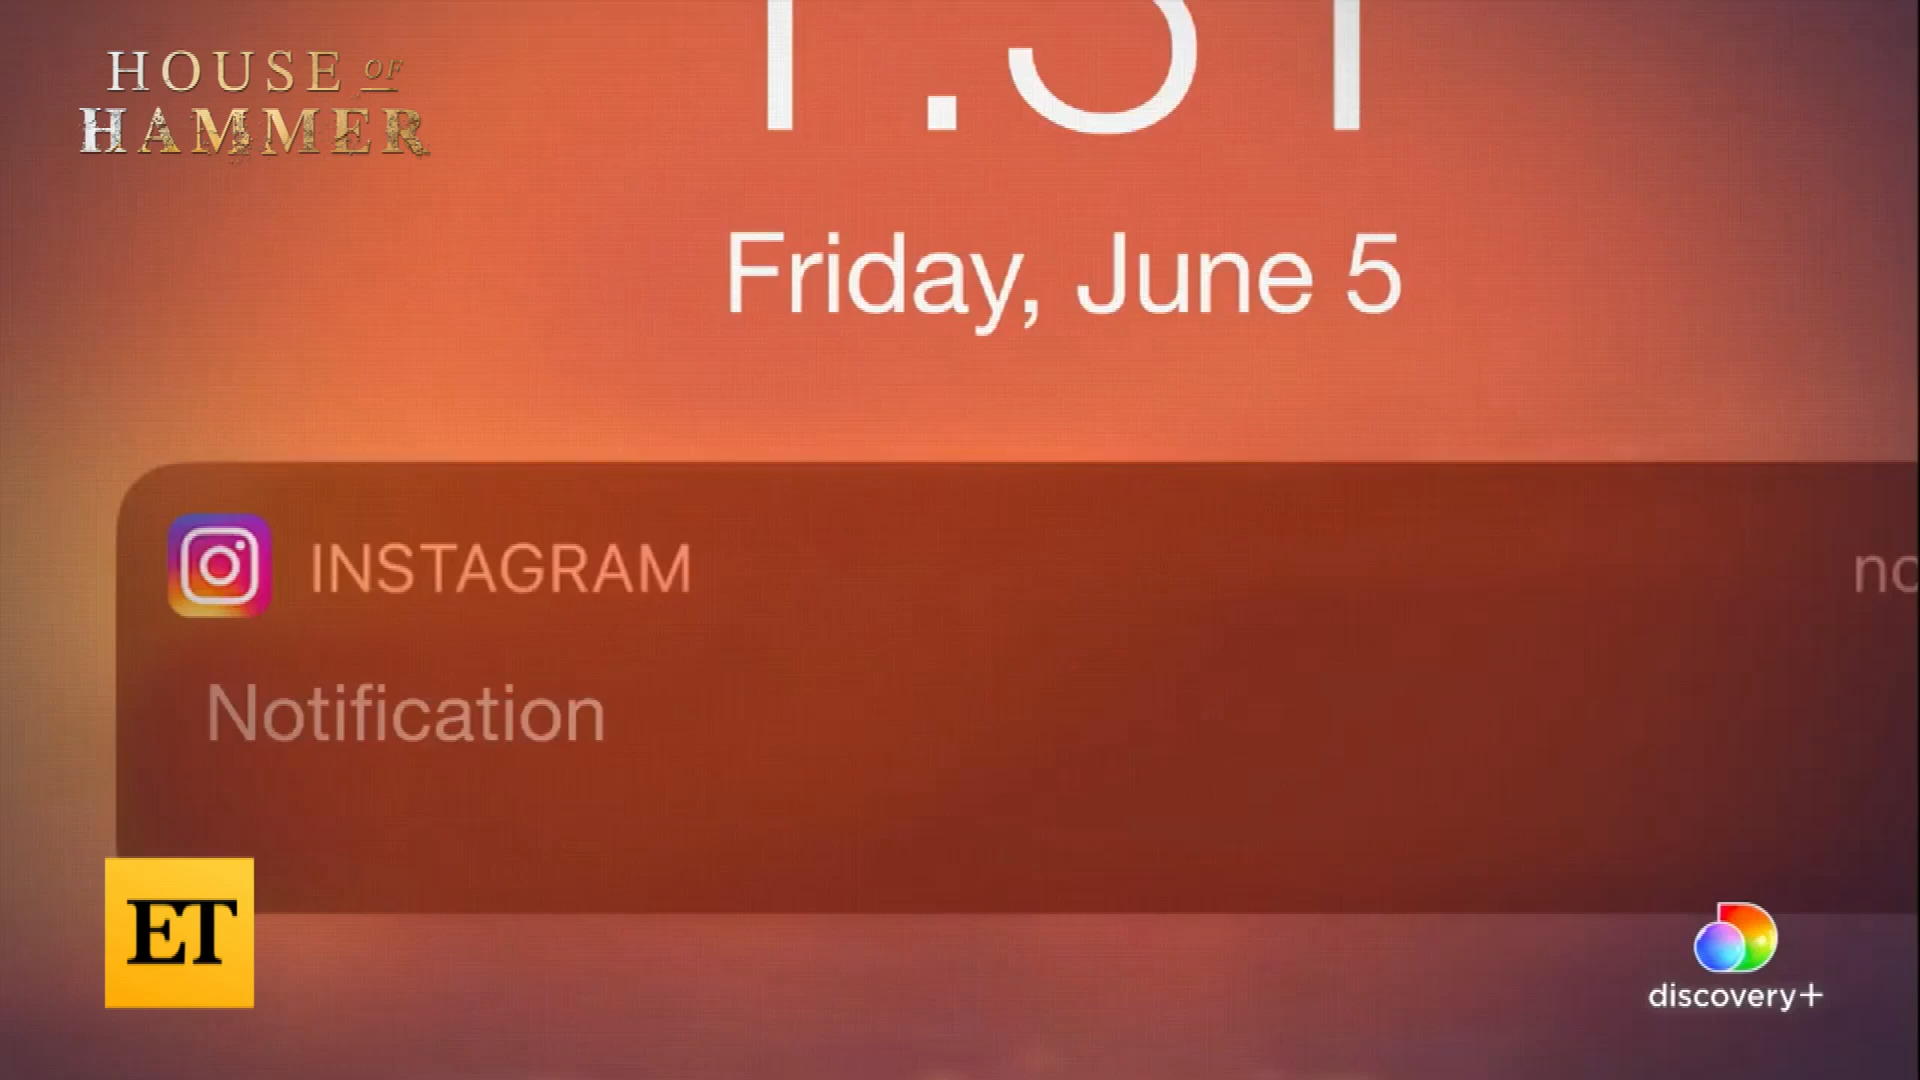 HOUSE OF
HAMMER
Friday, June 5
INSTAGRAM
Notification
ET
discovery+